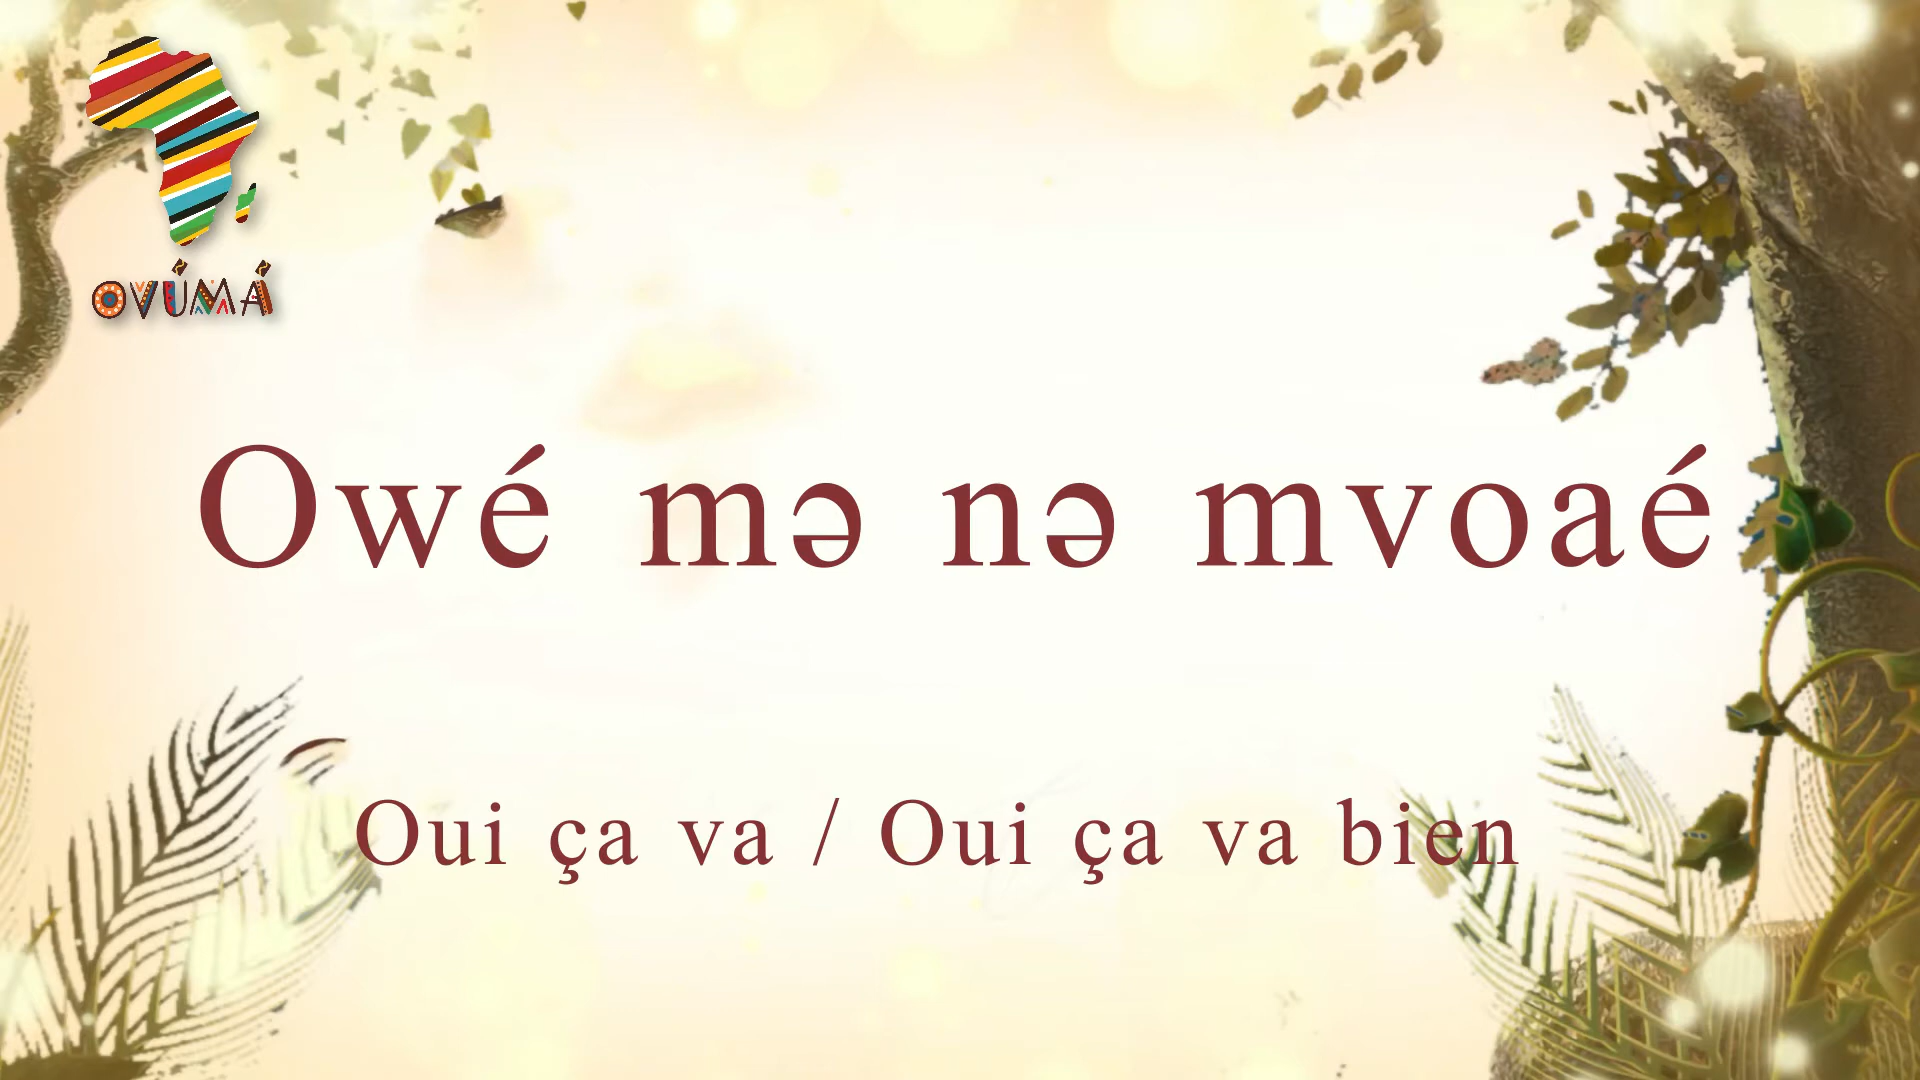 OVÚMÁ
Owé mə nə mvoaé
Oui ça va / Oui ça va bien